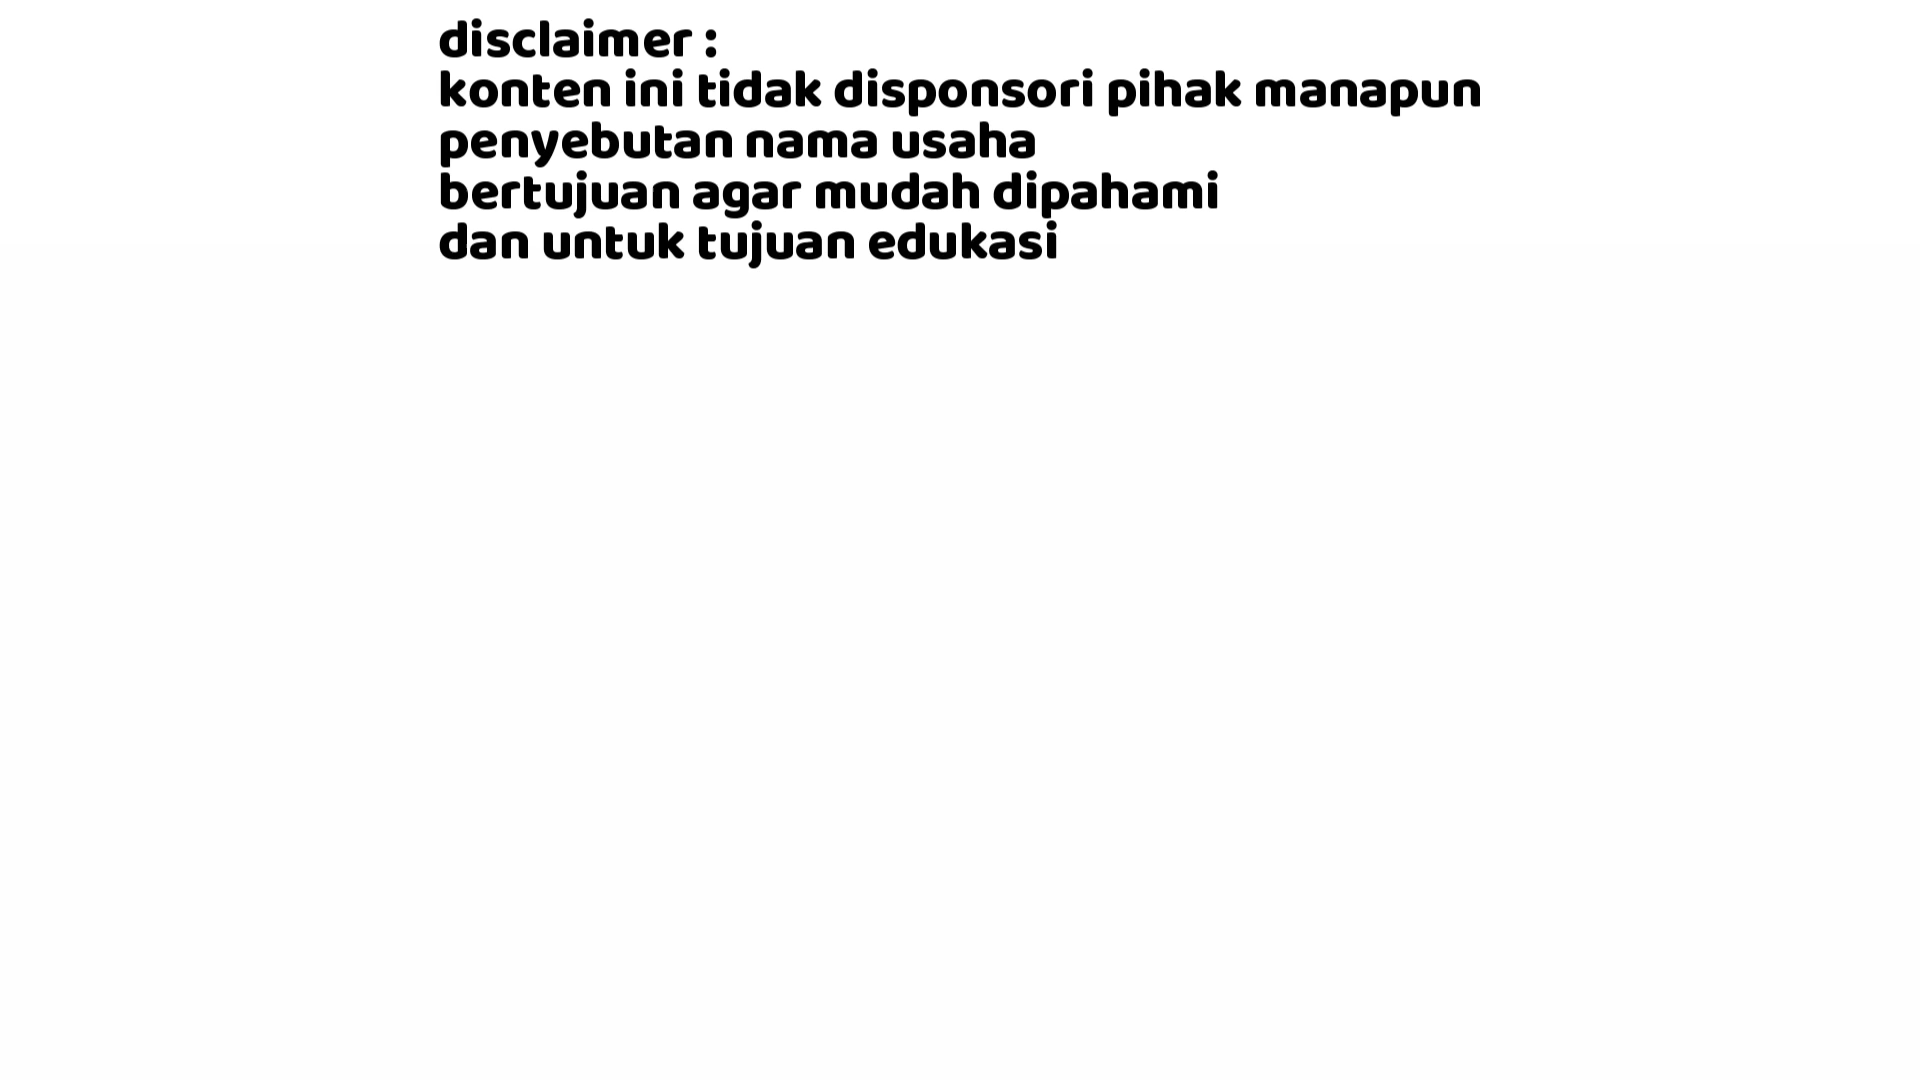 disclaimer :
konten ini tidak disponsori pihak manapun
penyebutan nama usaha
bertujuan agar mudah dipahami
dan untuk tujuan edukasi